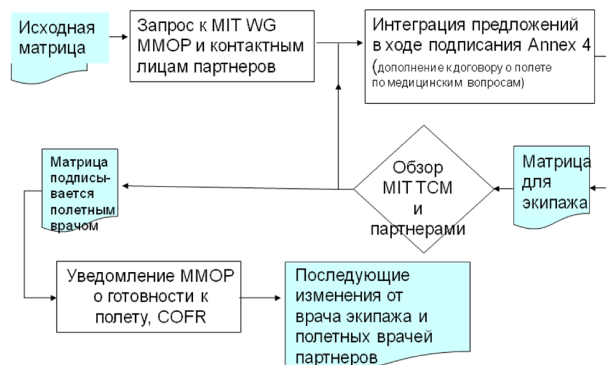 Исходная
матрица
Запрос к MIT WG
ММОР и контактным
лицам партнеров
Интеграция предложений
в ходе подписания Annex 4
(дополнение к договору о полете
по медицинским вопросам)
Матрица
подписы-
вается
полетным
врачом
Обзор
MIT TCM
и
партнерами
Матрица
для
экипажа
Уведомление ММОР
о готовности к
полету, COFR
Последующие
изменения от
врача экипажа и
полетных врачей
партнеров